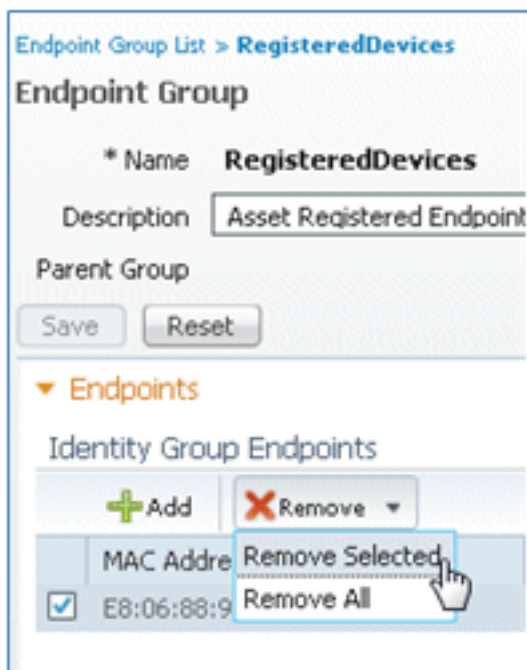 Endpoint Group List > RegisteredDevices
Endpoint Group
* Name RegisteredDevices
Description Asset Registered Endpoint
Parent Group
Save Reset
Endpoints
Identity Group Endpoints
Add Remove
MAC Addre Remove Selected
E8:06:88:9 Remove All